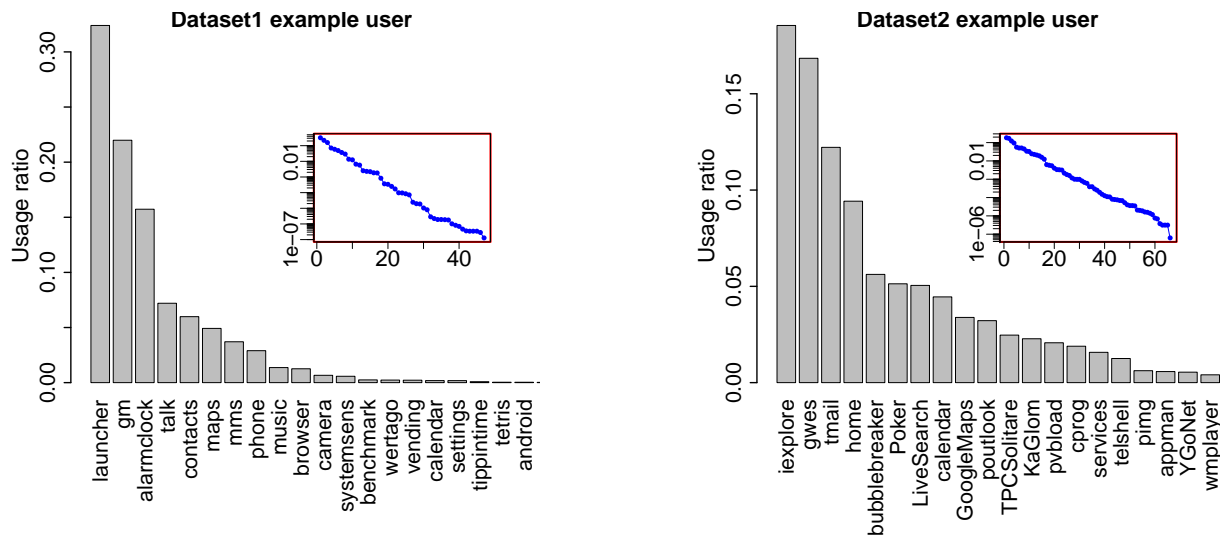 Dataset1 example user
Usage ratio
0.30
0.20
0.10
0.00
0.01
1e-07
0 20 40
launcher
gm
alarmclock
talk
contacts
maps
mms
phone
music
browser
camera
systemsens
benchmark
wertago
vending
calendar
settings
tippintime
tetris
android
Dataset2 example user
Usage ratio
0.15
0.10
0.05
0.00
0.01
1e-06
0 20 40 60
iexplore
gwes
tmail
home
bubblebreaker
Poker
LiveSearch
calendar
GoogleMaps
poutlook
TPCSolitare
KaGlom
pvbload
cprog
services
telshell
pimg
appman
YGoNet
wmplayer